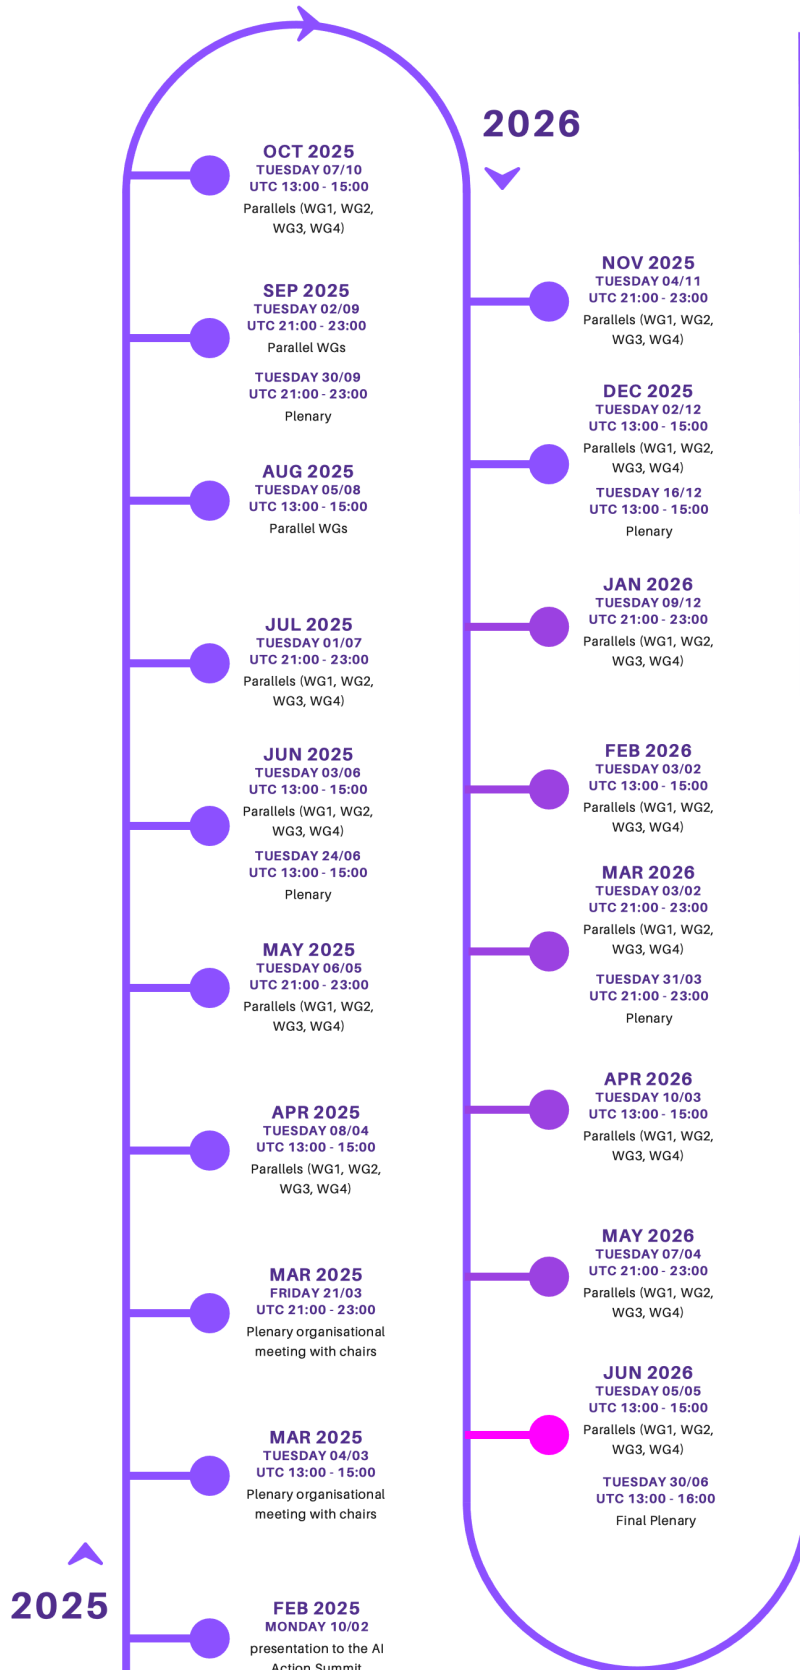 2026
OCT 2025
TUESDAY 07/10
UTC 13:00 - 15:00
Parallels (WG1, WG2,
WG3, WG4)
SEP 2025
TUESDAY 02/09
UTC 21:00 - 23:00
Parallel WGs
TUESDAY 30/09
UTC 21:00 - 23:00
Plenary
AUG 2025
TUESDAY 05/08
UTC 13:00 - 15:00
Parallel WGs
JUL 2025
TUESDAY 01/07
UTC 21:00 - 23:00
Parallels (WG1, WG2,
WG3, WG4)
JUN 2025
TUESDAY 03/06
UTC 13:00 - 15:00
Parallels (WG1, WG2,
WG3, WG4)
TUESDAY 24/06
UTC 13:00 - 15:00
Plenary
MAY 2025
TUESDAY 06/05
UTC 21:00 - 23:00
Parallels (WG1, WG2,
WG3, WG4)
APR 2025
TUESDAY 08/04
UTC 13:00 - 15:00
Parallels (WG1, WG2,
WG3, WG4)
MAR 2025
FRIDAY 21/03
UTC 21:00 - 23:00
Plenary organisational
meeting with chairs
MAR 2025
TUESDAY 04/03
UTC 13:00 - 15:00
Plenary organisational
meeting with chairs
2025
FEB 2025
MONDAY 10/02
presentation to the AI
Action Summit
NOV 2025
TUESDAY 04/11
UTC 21:00 - 23:00
Parallels (WG1, WG2,
WG3, WG4)
DEC 2025
TUESDAY 02/12
UTC 13:00 - 15:00
Parallels (WG1, WG2,
WG3, WG4)
TUESDAY 16/12
UTC 13:00 - 15:00
Plenary
JAN 2026
TUESDAY 09/12
UTC 21:00 - 23:00
Parallels (WG1, WG2,
WG3, WG4)
FEB 2026
TUESDAY 03/02
UTC 13:00 - 15:00
Parallels (WG1, WG2,
WG3, WG4)
MAR 2026
TUESDAY 03/02
UTC 21:00 - 23:00
Parallels (WG1, WG2,
WG3, WG4)
TUESDAY 31/03
UTC 21:00 - 23:00
Plenary
APR 2026
TUESDAY 10/03
UTC 13:00 - 15:00
Parallels (WG1, WG2,
WG3, WG4)
MAY 2026
TUESDAY 07/04
UTC 21:00 - 23:00
Parallels (WG1, WG2,
WG3, WG4)
JUN 2026
TUESDAY 05/05
UTC 13:00 - 15:00
Parallels (WG1, WG2,
WG3, WG4)
TUESDAY 30/06
UTC 13:00 - 16:00
Final Plenary